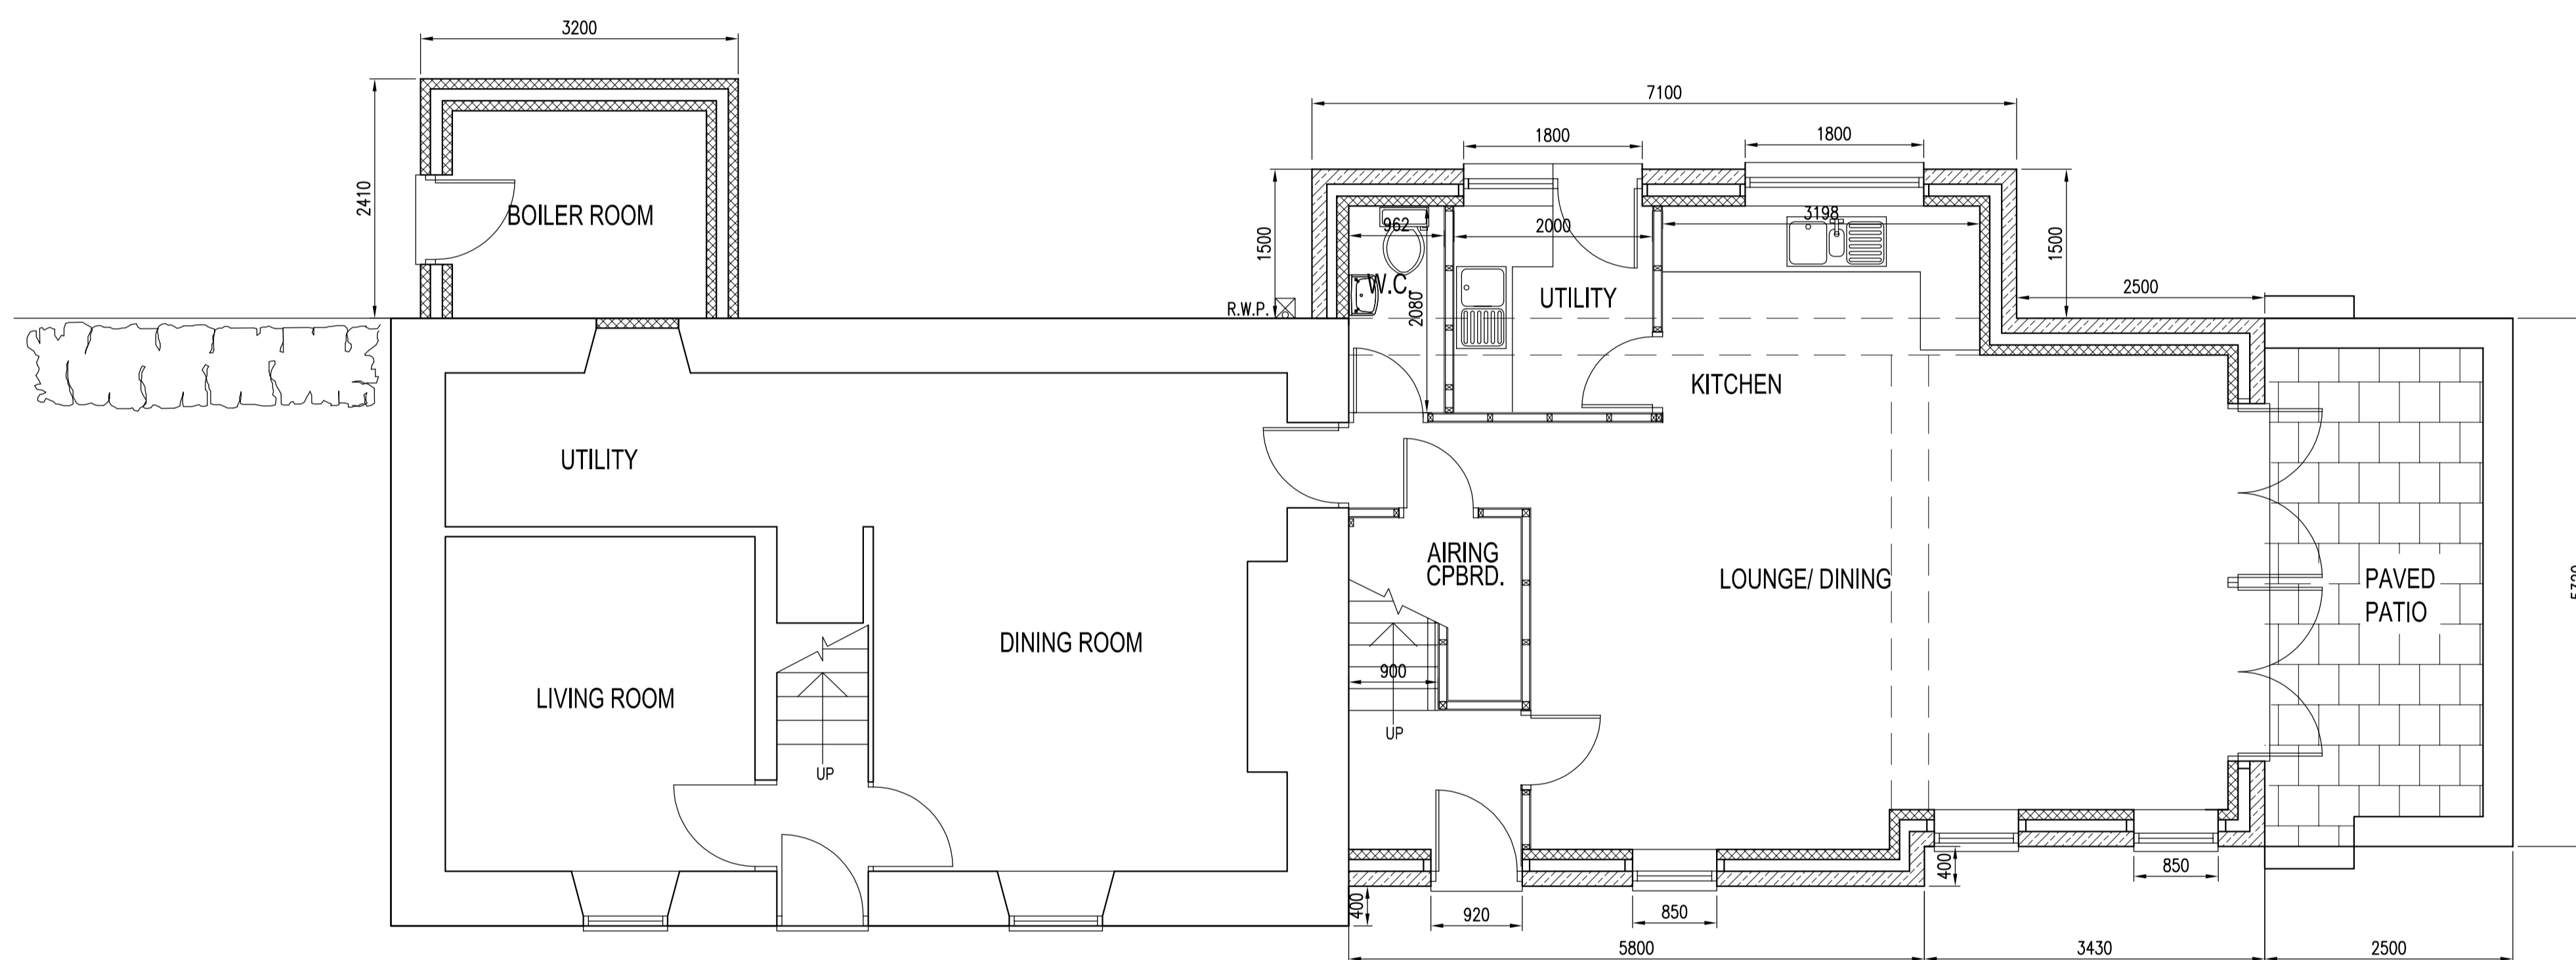 3200
7100
1800
1800
2410
BOILER ROOM
1500
962
2000
3198
1500
W.C.
2080
UTILITY
2500
R.W.P.
KITCHEN
UTILITY
AIRING
CPBRD.
LOUNGE/ DINING
PAVED
PATIO
DINING ROOM
LIVING ROOM
900
UP
UP
400
850
400
920
850
5800
3430
2500